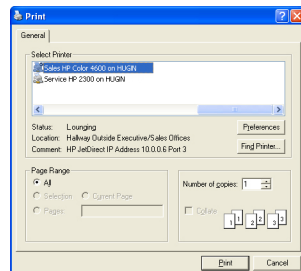 Print
General
Select Printer
Sales HP Color 4600 on HUGIN
Service HP 2300 on HUGIN
Status: Lounging
Preferences
Location: Hallway Outside Executive/Sales Offices
Comment: HP JetDirect IP Address 10.0.0.6 Port 3
Find Printer...
Page Range
All
Selection Current Page
Pages:
Number of copies: 1
Collate
1 1 2 2 3 3
Print Cancel